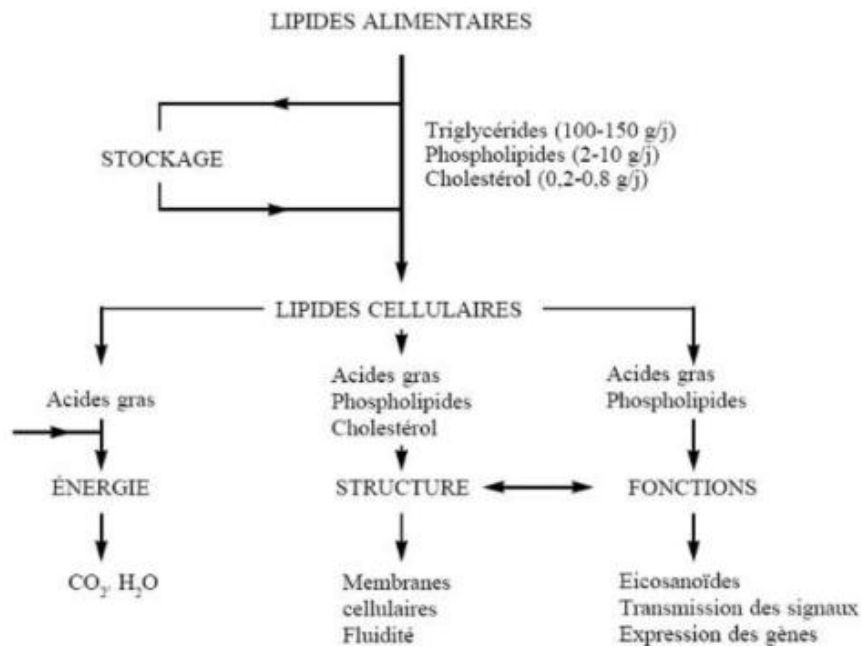 LIPIDES ALIMENTAIRES
STOCKAGE
Triglycérides (100-150 g/j)
Phospholipides (2-10 g/j)
Cholestérol (0,2-0,8 g/j)
LIPIDES CELLULAIRES
Acides gras
Acides gras
Phospholipides
Cholestérol
Acides gras
Phospholipides
ÉNERGIE
STRUCTURE
FONCTIONS
CO₂, H₂O
Membranes
cellulaires
Fluidité
Eicosanoïdes
Transmission des signaux
Expression des gènes